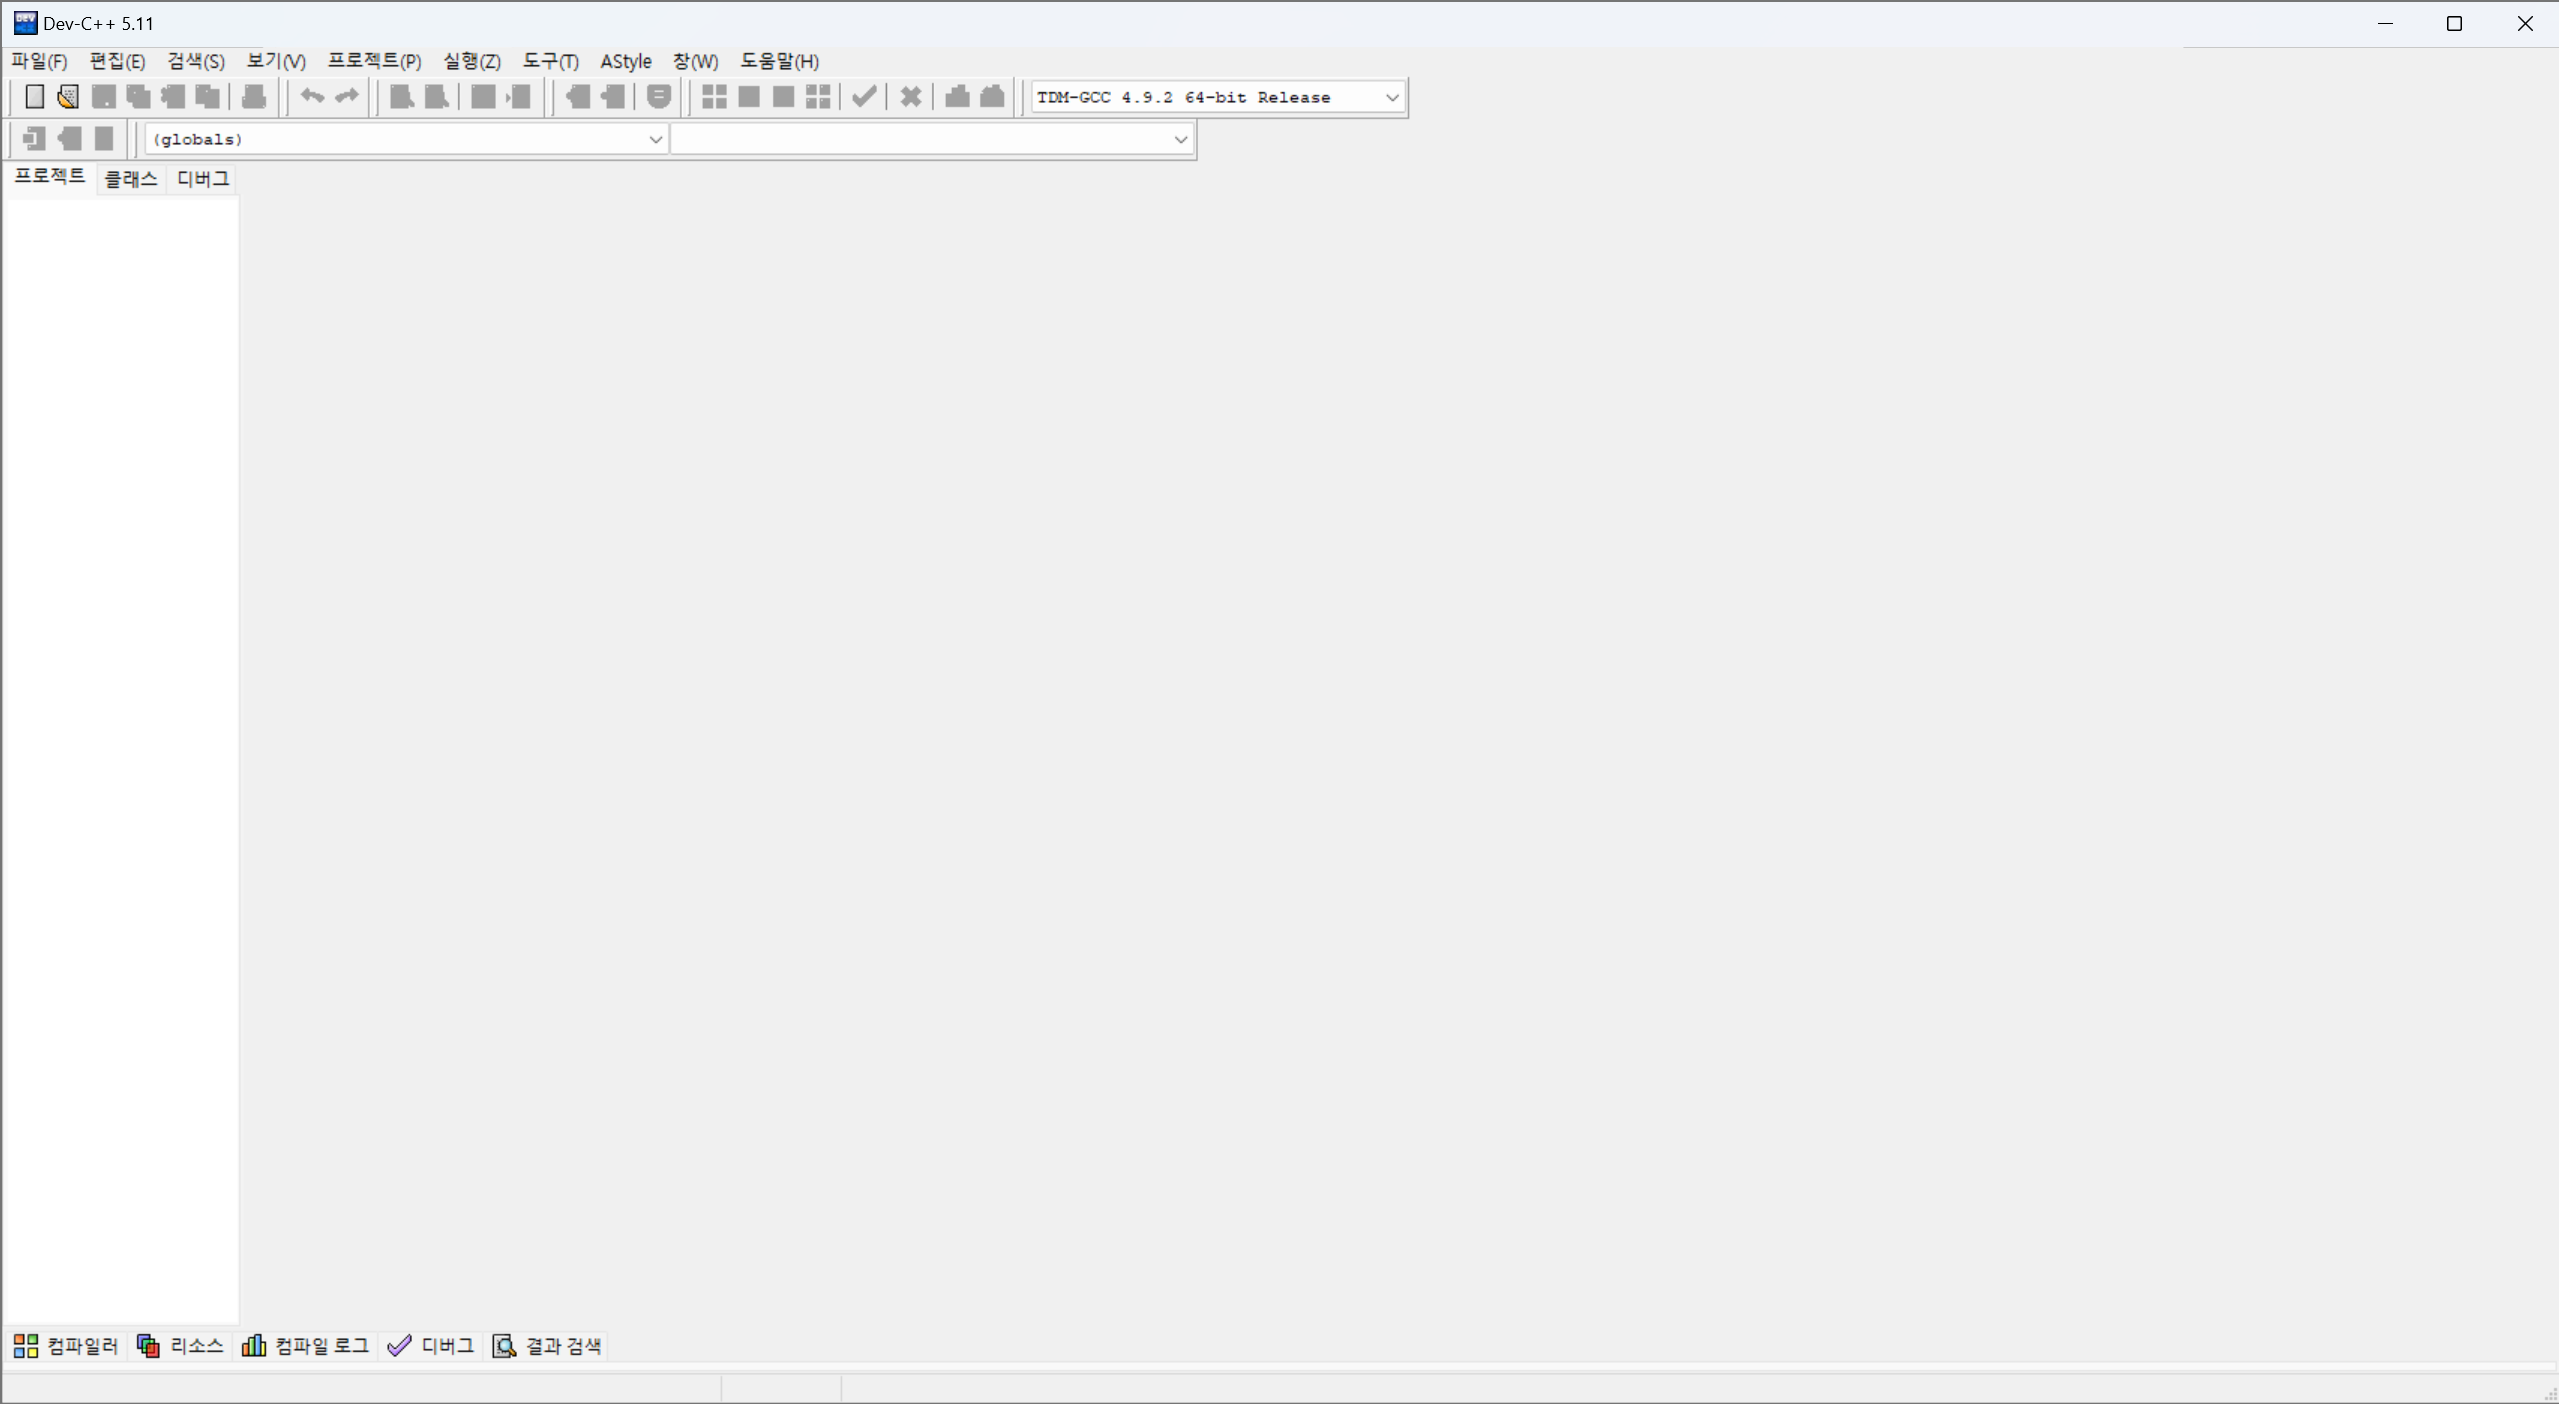 Dev-C++ 5.11
파일(F) 편집(E) 검색(S) 보기(V) 프로젝트(P) 실행(Z) 도구(T) AStyle 창(W) 도움말(H)
TDM-GCC 4.9.2 64-bit Release
(globals)
프로젝트 클래스 디버그
컴파일러 리소스 컴파일 로그 디버그 결과 검색